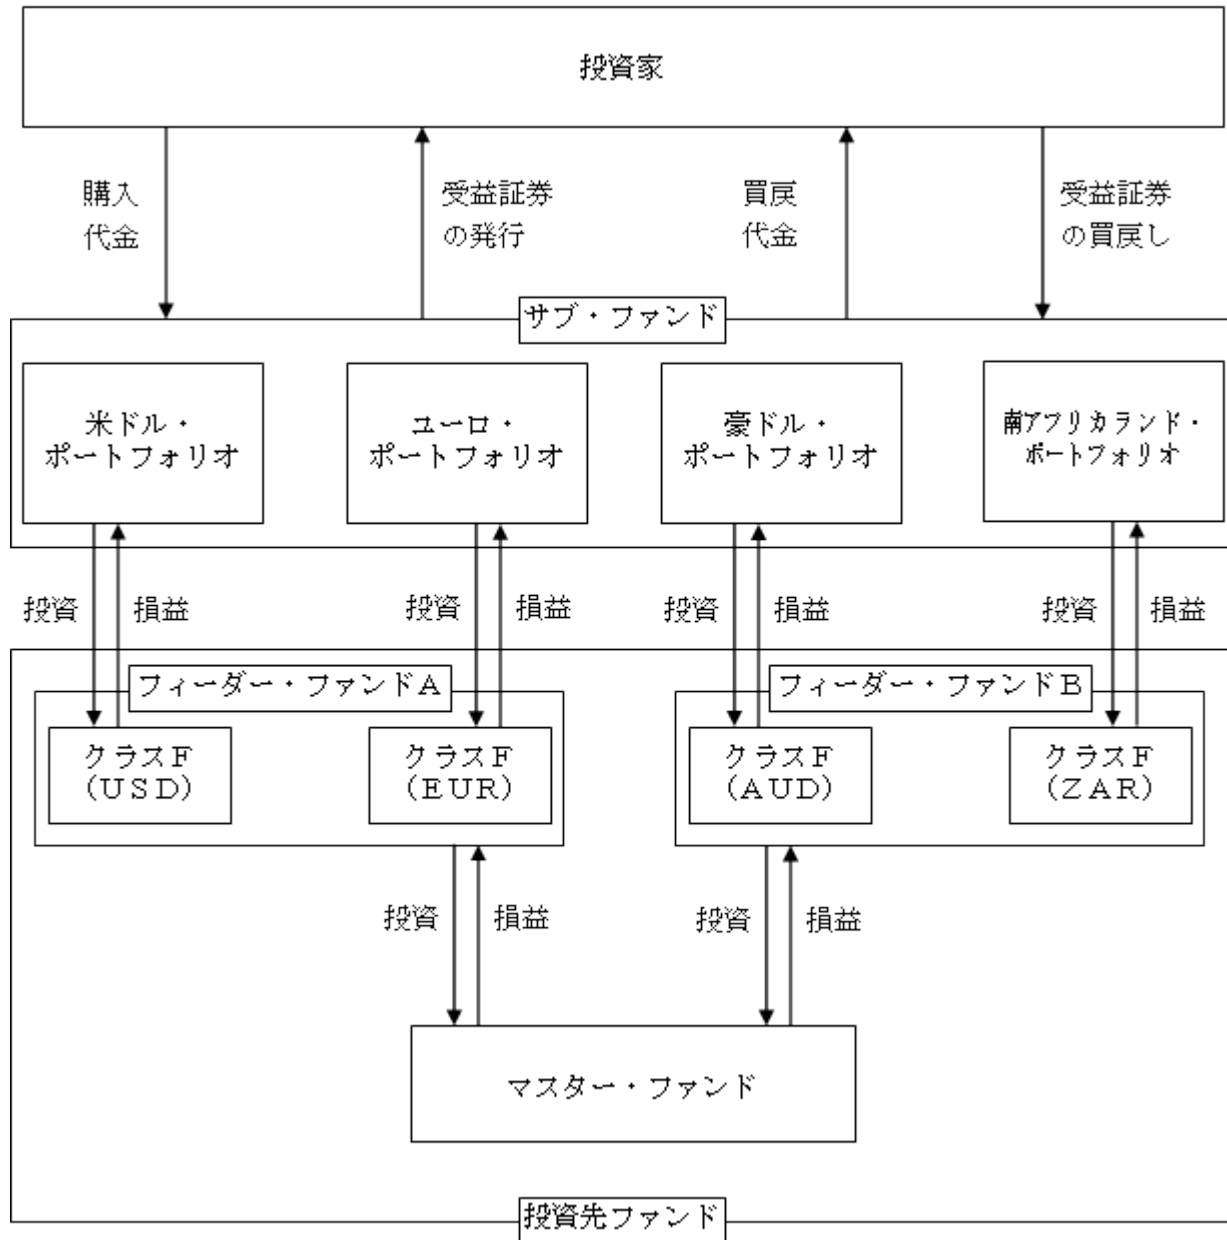 投資家
購入
代金
受益証券
の発行
買戻
代金
受益証券
の買戻し
サブ・ファンド
米ドル・
ポートフォリオ
ユーロ・
ポートフォリオ
豪ドル・
ポートフォリオ
南アフリカランド・
ポートフォリオ
投資
損益
投資
損益
投資
損益
投資
損益
フィーダー・ファンドA
フィーダー・ファンドB
クラスF
(USD)
クラスF
(EUR)
クラスF
(AUD)
クラスF
(ZAR)
投資
損益
投資
損益
マスター・ファンド
投資先ファンド